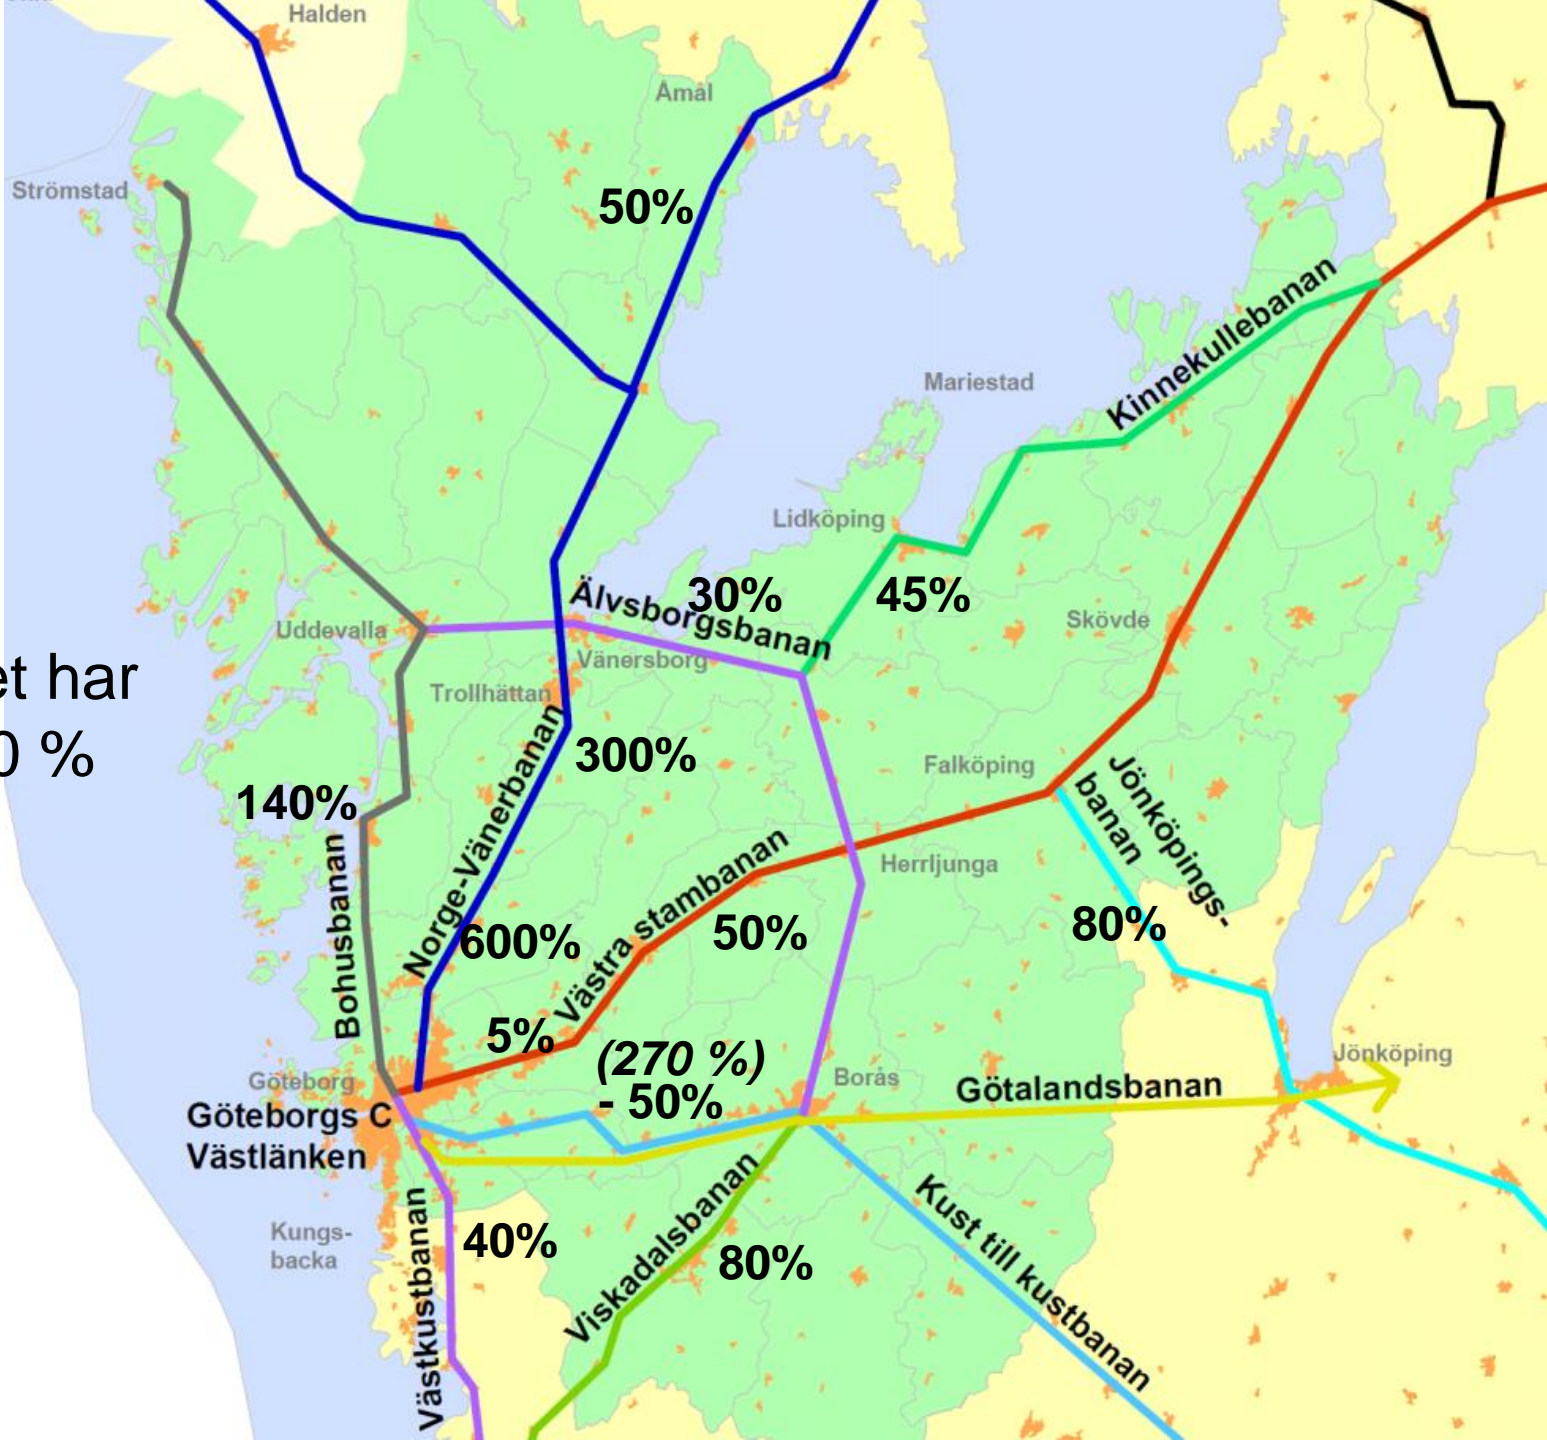 Halden
Åmål
Strömstad
50%
Kinnekullebanan
Mariestad
Lidköping
30%
45%
Älvsborgsbanan
Skövde
Uddevalla
Vänersborg
et har
Trollhättan
0 %
300%
Falköping
Jönköpings-
banan
140%
Norge-Vänerbanan
Västra stambanan
Herrljunga
Bohusbanan
600%
50%
80%
5%
(270 %)
- 50%
Göteborg
Borås
Jönköping
Götalandsbanan
Göteborgs C
Västlänken
Kungs-
backa
Västkustbanan
40%
Viskadalsbanan
80%
Kust till kustbanan